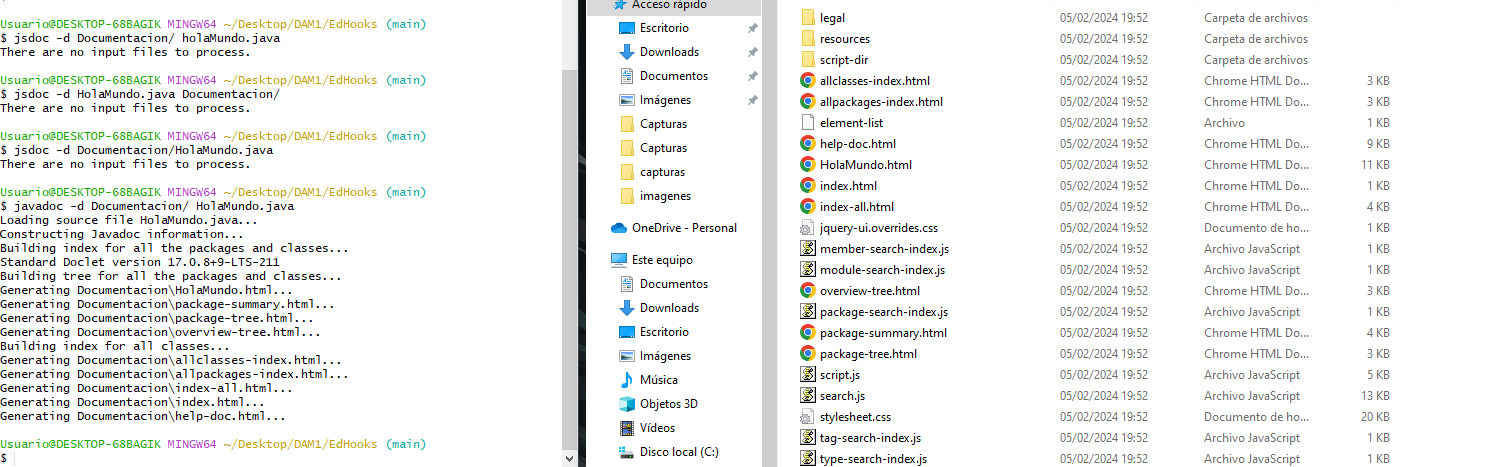 Usuario@DESKTOP-68BAGIK MINGW64 ~/Desktop/DAM1/EdHooks (main)
$ jsdoc -d Documentacion/ holaMundo.java
There are no input files to process.
Usuario@DESKTOP-68BAGIK MINGW64 ~/Desktop/DAM1/EdHooks (main)
$ jsdoc -d HolaMundo.java Documentacion/
There are no input files to process.
Usuario@DESKTOP-68BAGIK MINGW64 ~/Desktop/DAM1/EdHooks (main)
$ jsdoc -d Documentacion/HolaMundo.java
There are no input files to process.
Usuario@DESKTOP-68BAGIK MINGW64 ~/Desktop/DAM1/EdHooks (main)
$ javadoc -d Documentacion/ HolaMundo.java
Loading source file HolaMundo.java...
Constructing Javadoc information...
Building index for all the packages and classes...
Standard Doclet version 17.0.8+9-LTS-211
Building tree for all the packages and classes...
Generating Documentacion\HolaMundo.html...
Generating Documentacion\package-summary.html...
Generating Documentacion\package-tree.html...
Generating Documentacion\overview-tree.html...
Building index for all classes...
Generating Documentacion\allclasses-index.html...
Generating Documentacion\allpackages-index.html...
Generating Documentacion\index-all.html...
Generating Documentacion\index.html...
Generating Documentacion\help-doc.html...
Usuario@DESKTOP-68BAGIK MINGW64 ~/Desktop/DAM1/EdHooks (main)
$
Acceso rápido
Escritorio
Downloads
Documentos
Imágenes
Capturas
Capturas
capturas
imagenes
OneDrive - Personal
Este equipo
Documentos
Downloads
Escritorio
Imágenes
Música
Objetos 3D
Vídeos
Disco local (C:)
legal 05/02/2024 19:52 Carpeta de archivos
resources 05/02/2024 19:52 Carpeta de archivos
script-dir 05/02/2024 19:52 Carpeta de archivos
allclasses-index.html 05/02/2024 19:52 Chrome HTML Do... 3 KB
allpackages-index.html 05/02/2024 19:52 Chrome HTML Do... 3 KB
element-list 05/02/2024 19:52 Archivo 1 KB
help-doc.html 05/02/2024 19:52 Chrome HTML Do... 9 KB
HolaMundo.html 05/02/2024 19:52 Chrome HTML Do... 11 KB
index.html 05/02/2024 19:52 Chrome HTML Do... 1 KB
index-all.html 05/02/2024 19:52 Chrome HTML Do... 4 KB
jquery-ui.overrides.css 05/02/2024 19:52 Documento de ho... 1 KB
member-search-index.js 05/02/2024 19:52 Archivo JavaScript 1 KB
module-search-index.js 05/02/2024 19:52 Archivo JavaScript 1 KB
overview-tree.html 05/02/2024 19:52 Chrome HTML Do... 3 KB
package-search-index.js 05/02/2024 19:52 Archivo JavaScript 1 KB
package-summary.html 05/02/2024 19:52 Chrome HTML Do... 4 KB
package-tree.html 05/02/2024 19:52 Chrome HTML Do... 3 KB
script.js 05/02/2024 19:52 Archivo JavaScript 5 KB
search.js 05/02/2024 19:52 Archivo JavaScript 13 KB
stylesheet.css 05/02/2024 19:52 Documento de ho... 20 KB
tag-search-index.js 05/02/2024 19:52 Archivo JavaScript 1 KB
type-search-index.js 05/02/2024 19:52 Archivo JavaScript 1 KB